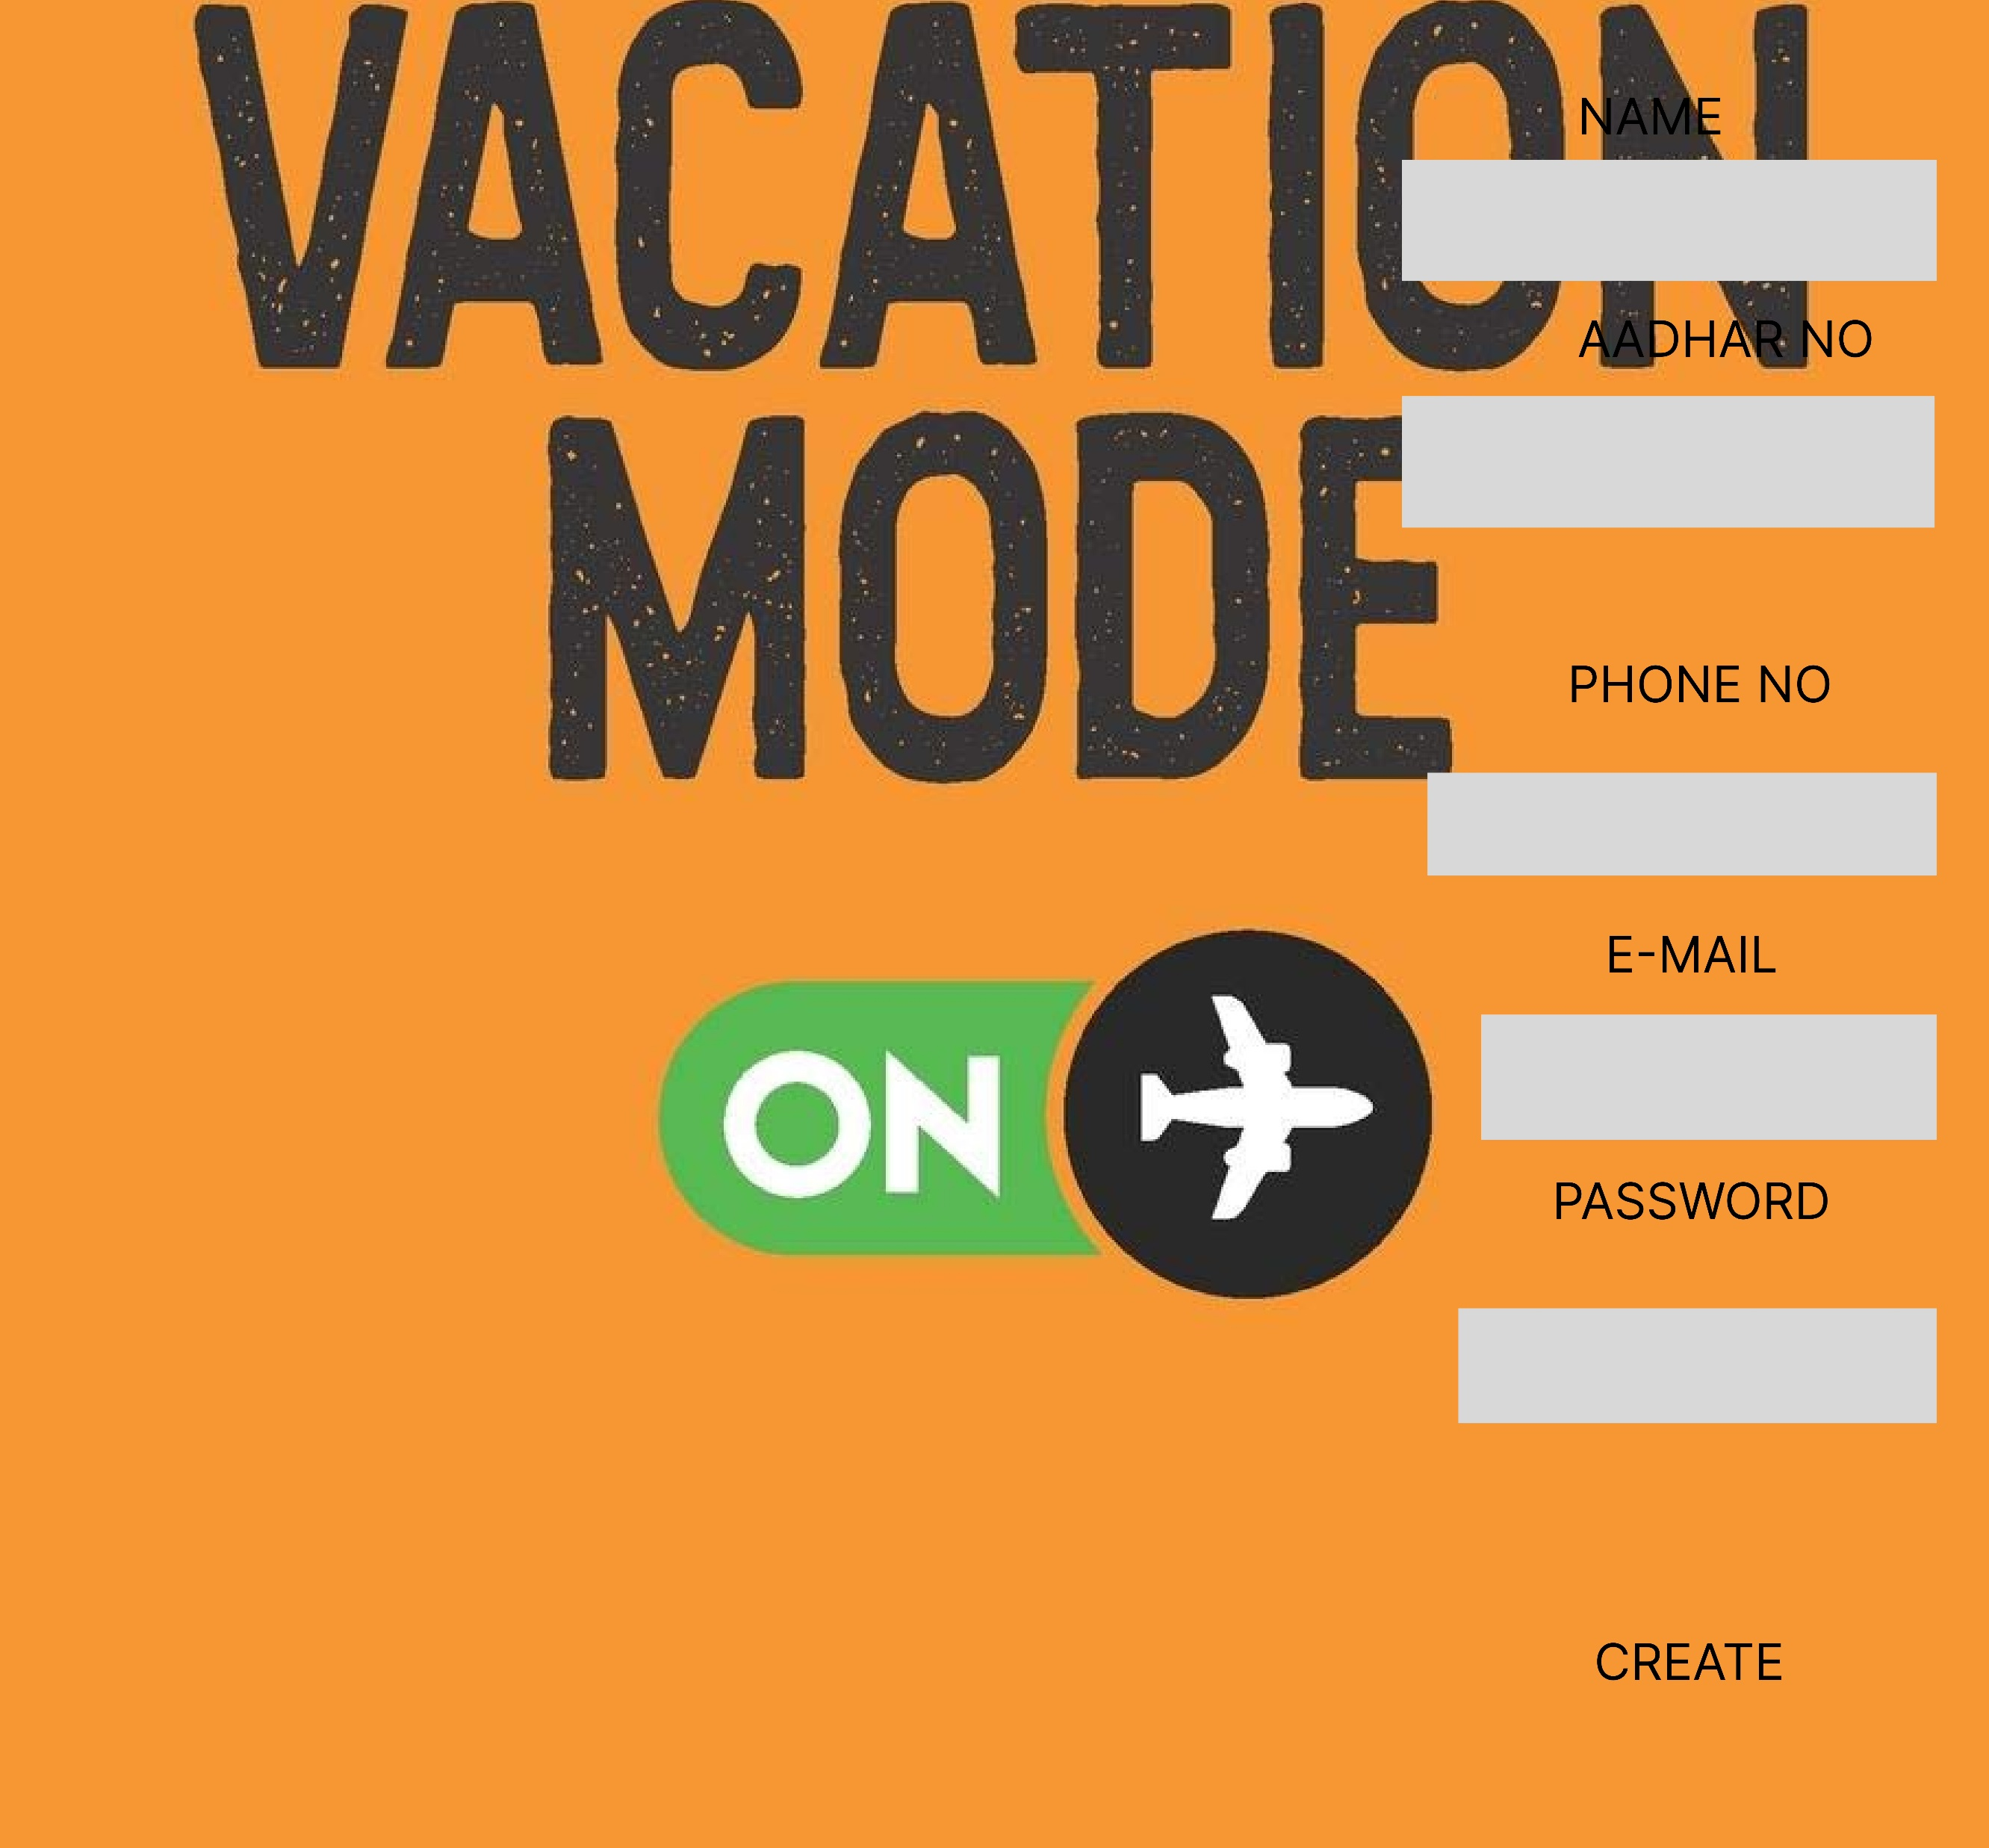 VACATION
MODE
ON
NAME
AADHAR NO
PHONE NO
E-MAIL
PASSWORD
CREATE